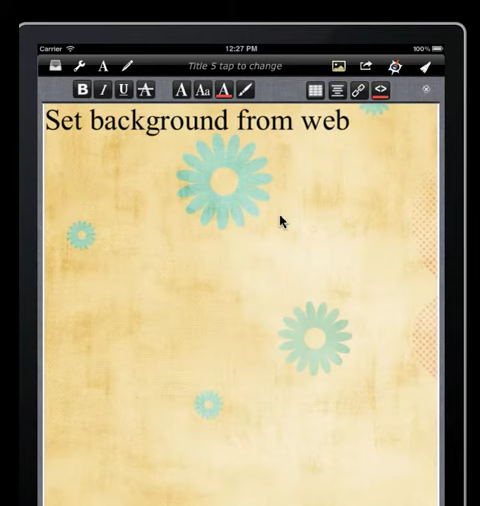 Carrier 12:27 PM 100%
A Title 5 tap to change
B I U A A Aa A <>
Set background from web